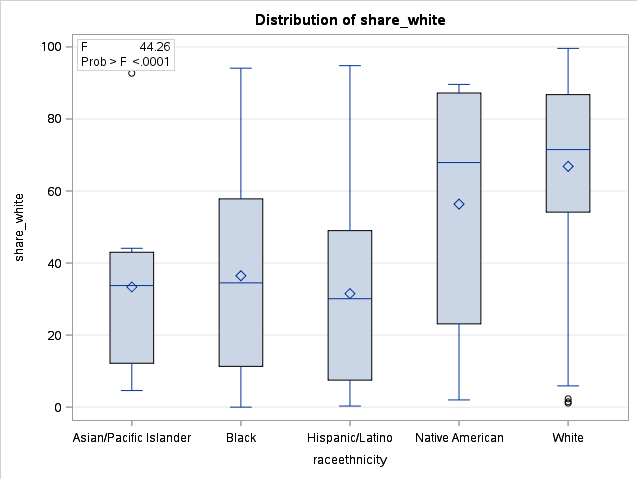 Distribution of share_white
F 44.26
Prob > F <.0001
100
80
60
40
20
0
share_white
Asian/Pacific Islander Black Hispanic/Latino Native American White
raceethnicity